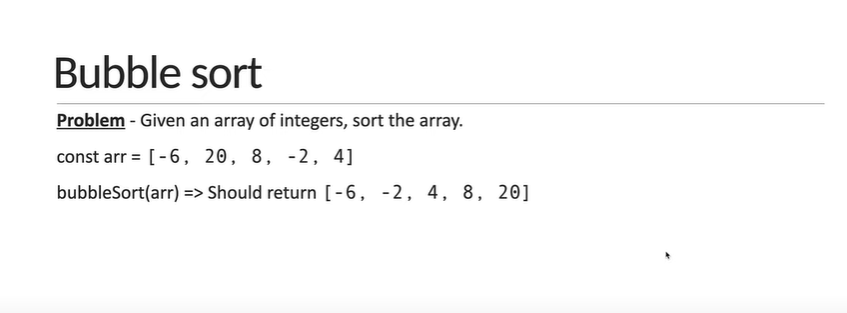 Bubble sort
Problem - Given an array of integers, sort the array.
const arr = [-6, 20, 8, -2, 4]
bubbleSort(arr) => Should return [-6, -2, 4, 8, 20]